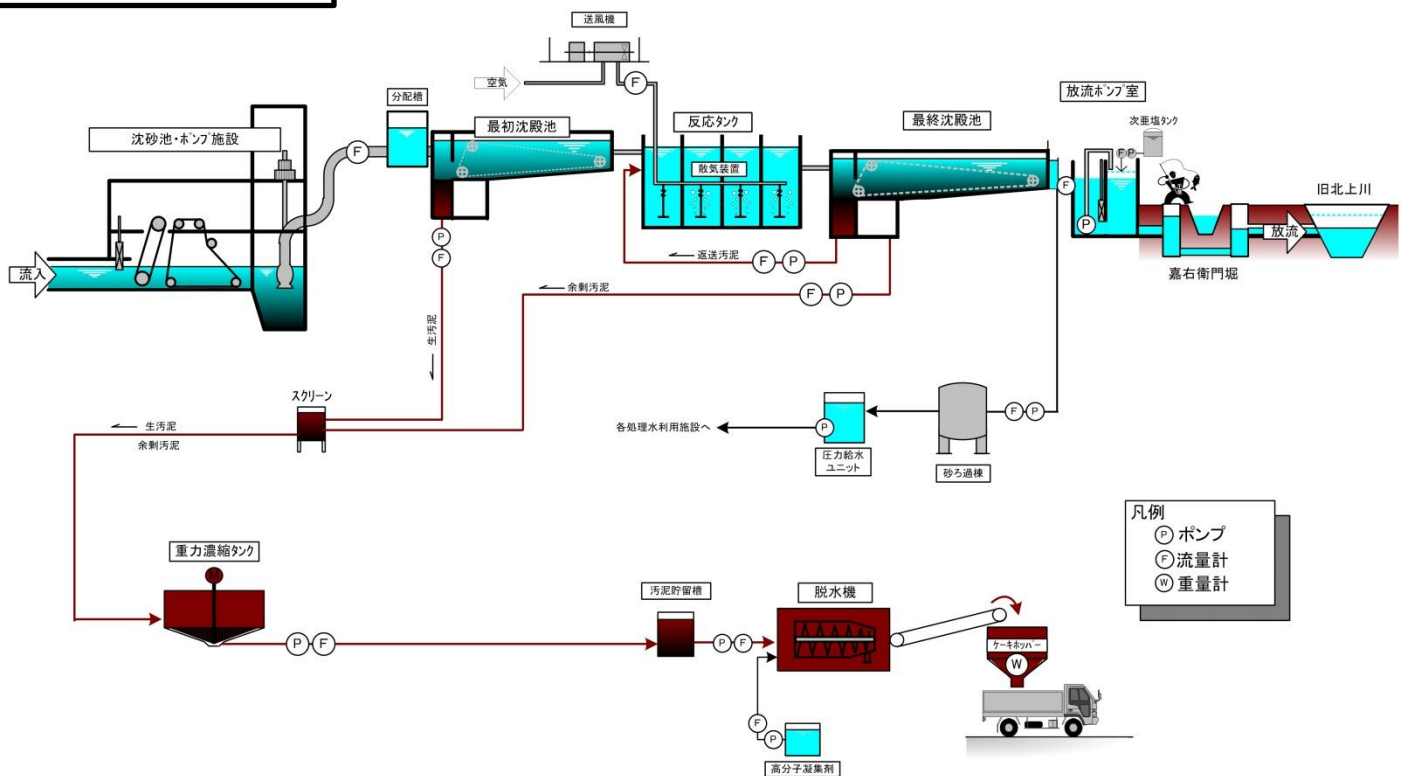 送風機
空気
F
分配槽
沈砂池・ポンプ施設
F
最初沈殿池
反応タンク
散気装置
最終沈殿池
放流ポンプ室
次亜塩タンク
F P
F
P
旧北上川
流入
放流
嘉右衛門堀
P
F
返送汚泥
F P
余剰汚泥
F P
生汚泥
スクリーン
生汚泥
余剰汚泥
各処理水利用施設へ
P
F P
圧力給水
ユニット
砂ろ過棟
凡例
P ポンプ
F 流量計
W 重量計
重力濃縮タンク
M
P F
汚泥貯留槽
P F
脱水機
ケーキホッパー
W
F
P
高分子凝集剤